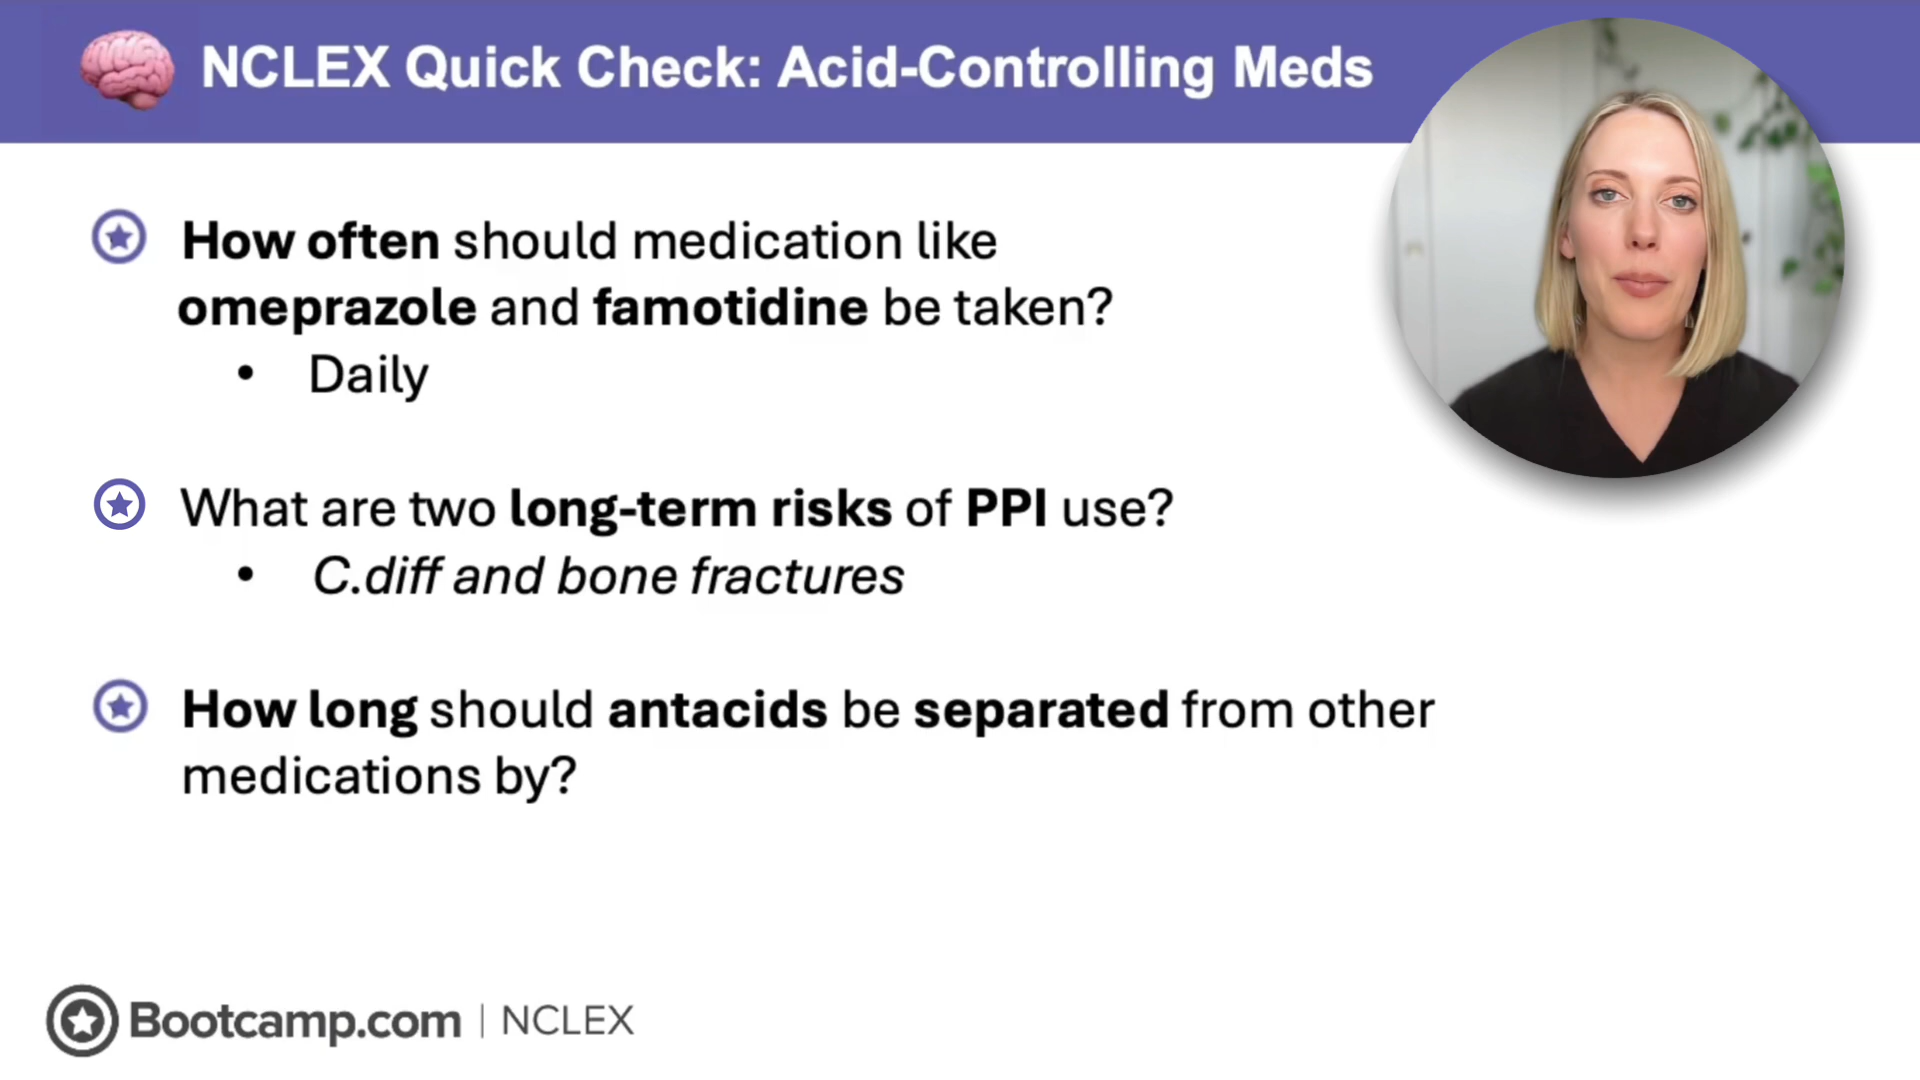 NCLEX Quick Check: Acid-Controlling Meds
How often should medication like
omeprazole and famotidine be taken?
• Daily
What are two long-term risks of PPI use?
• C.diff and bone fractures
How long should antacids be separated from other
medications by?
Bootcamp.com | NCLEX